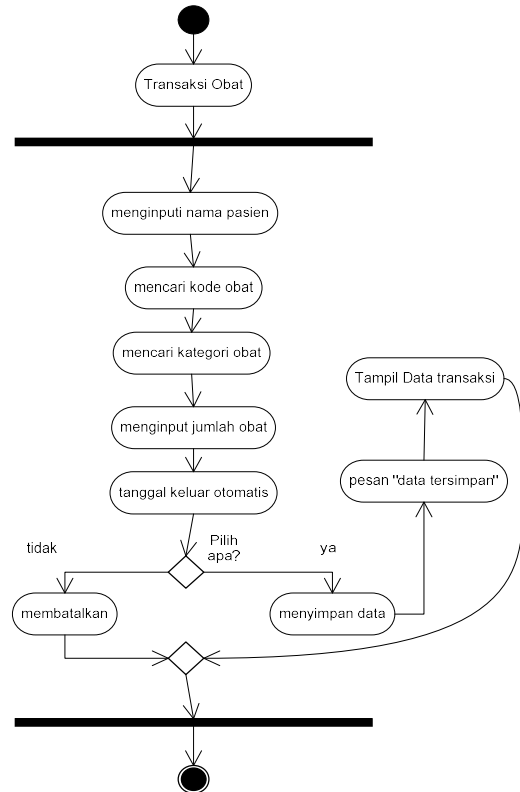 Transaksi Obat
menginputi nama pasien
mencari kode obat
mencari kategori obat
Tampil Data transaksi
menginput jumlah obat
pesan "data tersimpan"
tanggal keluar otomatis
tidak
Pilih
apa?
ya
membatalkan
menyimpan data